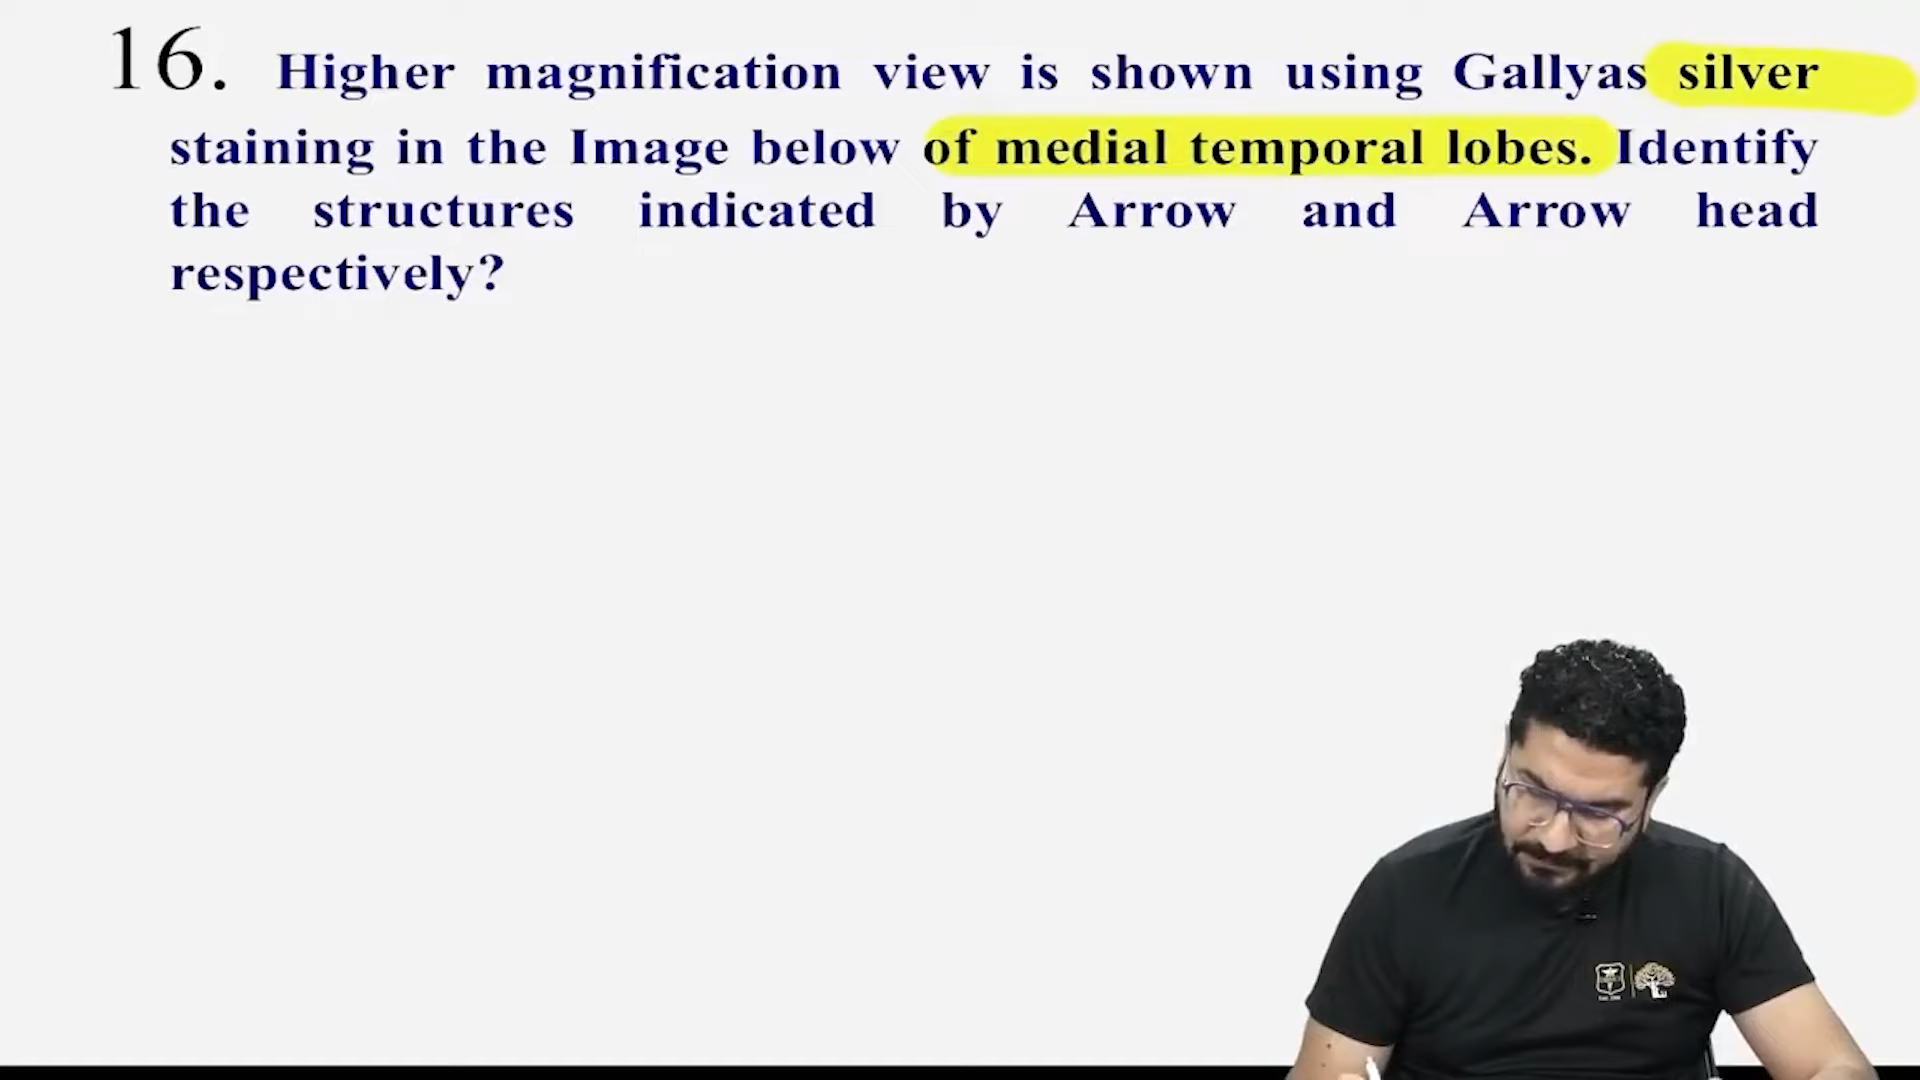 16. Higher magnification view is shown using Gallyas silver
staining in the Image below of medial temporal lobes. Identify
the structures indicated by Arrow and Arrow head
respectively?